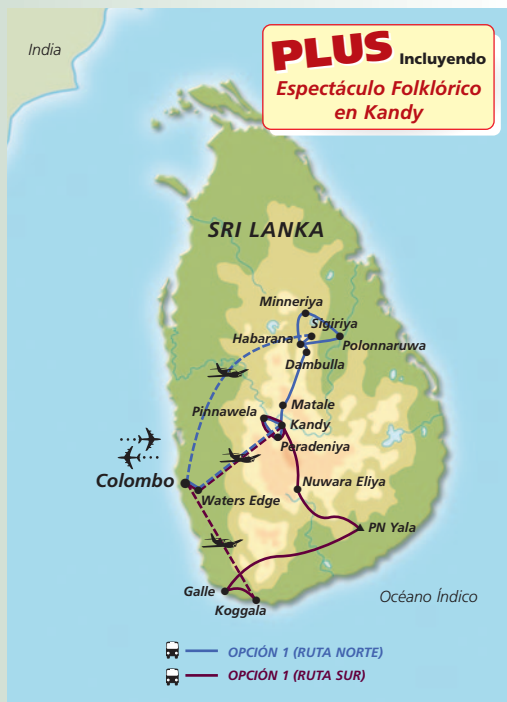 India
PLUS Incluyendo
Espectáculo Folklórico
en Kandy
SRI LANKA
Minneriya
Sigiriya
Habarana
Polonnaruwa
Dambulla
Matale
Pinnawela
Kandy
Peradeniya
Colombo
Nuwara Eliya
Waters Edge
PN Yala
Galle
Océano Índico
Koggala
OPCIÓN 1 (RUTA NORTE)
OPCIÓN 1 (RUTA SUR)